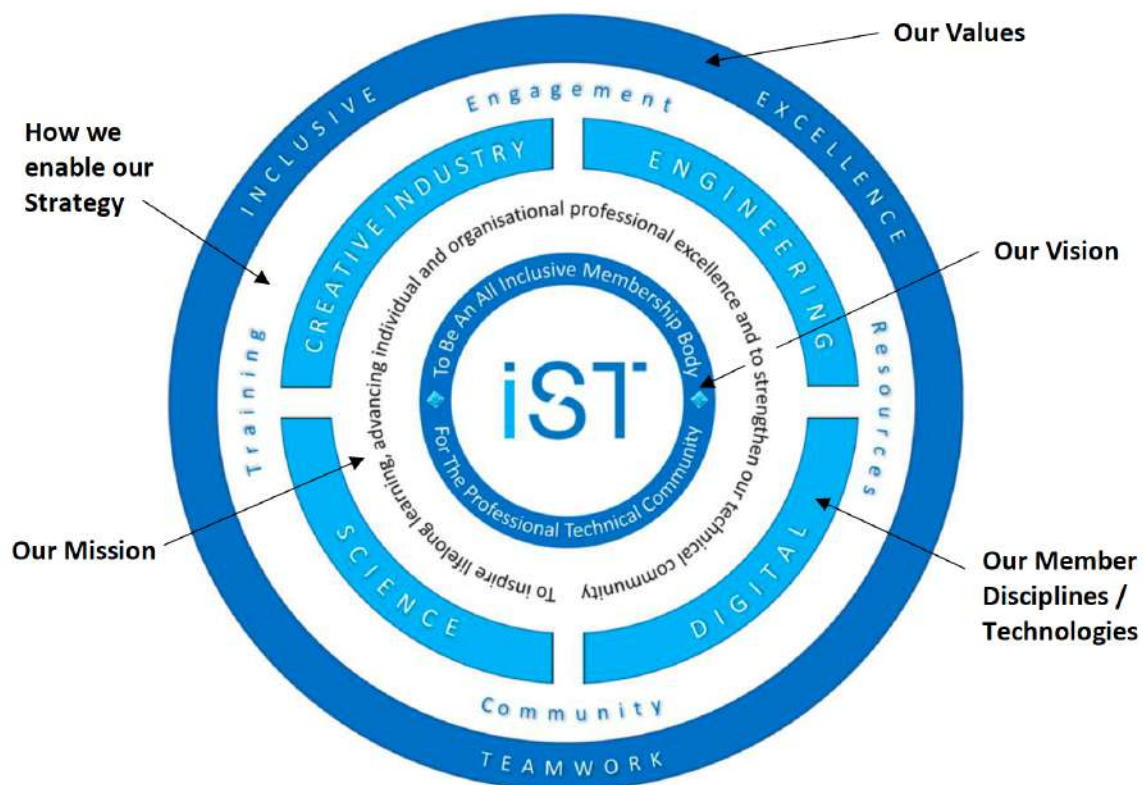 Our Values
How we
enable our
Strategy
Our Vision
Our Mission
Our Member
Disciplines /
Technologies
INCLUSIVE
EXCELLENCE
TEAMWORK
Engagement
Resources
Community
Training
CREATIVE INDUSTRY
ENGINEERING
DIGITAL
SCIENCE
To inspire lifelong learning, advancing individual and organisational professional excellence and to strengthen our technical community
To Be An All Inclusive Membership Body
For The Professional Technical Community
iST